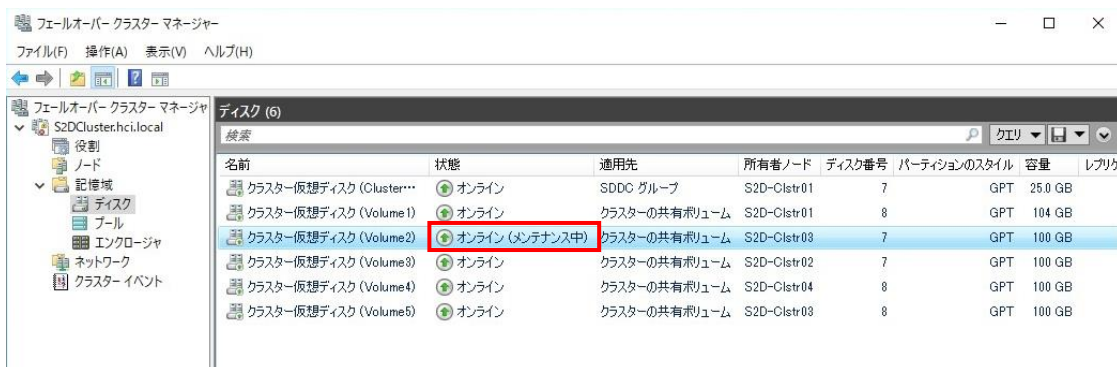 フェールオーバー クラスター マネージャー
ファイル(F) 操作(A) 表示(V) ヘルプ(H)
フェールオーバー クラスター マネージャ
S2DCluster.hci.local
役割
ノード
記憶域
ディスク
プール
エンクロージャ
ネットワーク
クラスター イベント
ディスク (6)
検索 クエリ
名前 状態 適用先 所有者ノード ディスク番号 パーティションのスタイル 容量 レプリケ
クラスター仮想ディスク (Cluster… オンライン SDDC グループ S2D-Clstr01 7 GPT 25.0 GB
クラスター仮想ディスク (Volume1) オンライン クラスターの共有ボリューム S2D-Clstr01 8 GPT 104 GB
クラスター仮想ディスク (Volume2) オンライン (メンテナンス中) クラスターの共有ボリューム S2D-Clstr03 7 GPT 100 GB
クラスター仮想ディスク (Volume3) オンライン クラスターの共有ボリューム S2D-Clstr02 7 GPT 100 GB
クラスター仮想ディスク (Volume4) オンライン クラスターの共有ボリューム S2D-Clstr04 8 GPT 100 GB
クラスター仮想ディスク (Volume5) オンライン クラスターの共有ボリューム S2D-Clstr03 8 GPT 100 GB